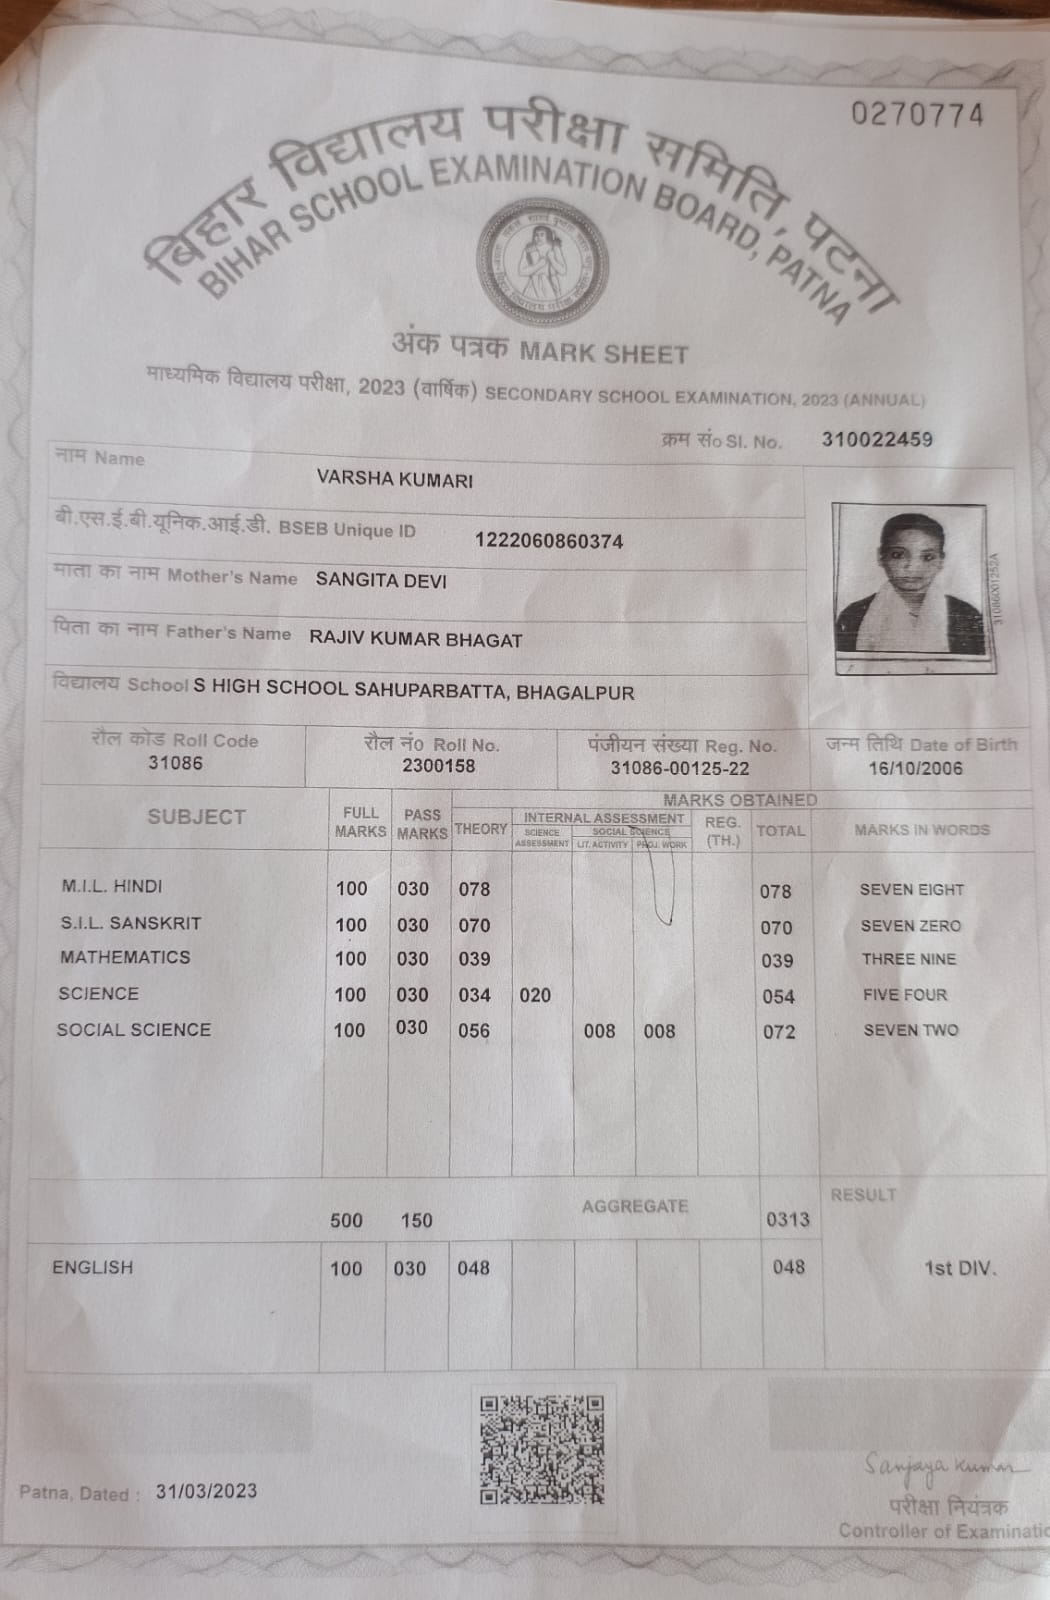 0270774
बिहार विद्यालय परीक्षा समिति, पटना
BIHAR SCHOOL EXAMINATION BOARD, PATNA
अंक पत्रक MARK SHEET
माध्यमिक विद्यालय परीक्षा, 2023 (वार्षिक) SECONDARY SCHOOL EXAMINATION, 2023 (ANNUAL)
क्रम सं० Sl. No. 310022459
नाम Name VARSHA KUMARI
बी.एस.ई.बी.यूनिक.आई.डी. BSEB Unique ID 1222060860374
माता का नाम Mother's Name SANGITA DEVI
पिता का नाम Father's Name RAJIV KUMAR BHAGAT
विद्यालय School S HIGH SCHOOL SAHUPARBATTA, BHAGALPUR
31086001252A
रौल कोड Roll Code रौल नं० Roll No. पंजीयन संख्या Reg. No. जन्म तिथि Date of Birth
31086 2300158 31086-00125-22 16/10/2006
SUBJECT FULL MARKS PASS MARKS MARKS OBTAINED
THEORY INTERNAL ASSESSMENT REG. (TH.) TOTAL MARKS IN WORDS
SCIENCE ASSESSMENT SOCIAL SCIENCE
LIT. ACTIVITY PROJ. WORK
M.I.L. HINDI 100 030 078 078 SEVEN EIGHT
S.I.L. SANSKRIT 100 030 070 070 SEVEN ZERO
MATHEMATICS 100 030 039 039 THREE NINE
SCIENCE 100 030 034 020 054 FIVE FOUR
SOCIAL SCIENCE 100 030 056 008 008 072 SEVEN TWO
500 150 AGGREGATE 0313 RESULT
ENGLISH 100 030 048 048 1st DIV.
Patna, Dated : 31/03/2023
Sanjaya Kumar
परीक्षा नियंत्रक
Controller of Examinatio